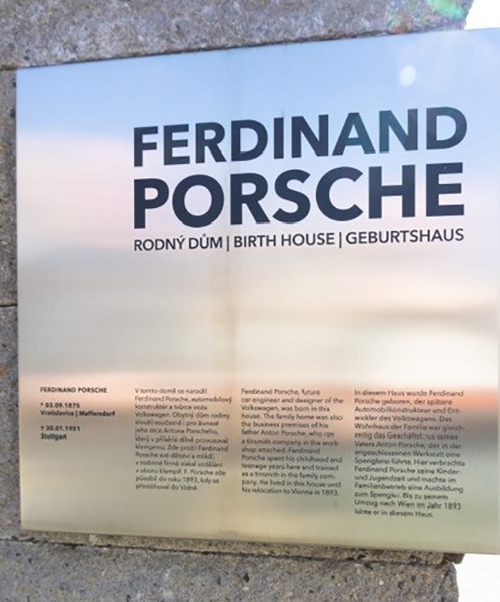 FERDINAND
PORSCHE
RODNÝ DŮM | BIRTH HOUSE | GEBURTSHAUS
FERDINAND PORSCHE
* 03.09.1875
Vratislavice | Maffersdorf
† 30.01.1951
Stuttgart
V tomto domě se narodil
Ferdinand Porsche, automobilový
konstruktér a tvůrce vozu
Volkswagen. Obytný dům rodiny
sloužil současně i pro živnost
jeho otce Antona Porscheho,
který v přilehlé dílně provozoval
klempířinu. Zde prožil Ferdinand
Porsche své dětství a mládí,
v rodinné firmě získal vzdělání
v oboru klempíř. F. Porsche zde
působil do roku 1893, kdy se
přestěhoval do Vídně.
Ferdinand Porsche, future
car engineer and designer of the
Volkswagen, was born in this
house. The family home was also
the business premises of his
father Anton Porsche, who ran
a tinsmith company in the work-
shop attached. Ferdinand
Porsche spent his childhood and
teenage years here and trained
as a tinsmith in the family com-
pany. He lived in this house until
his relocation to Vienna in 1893.
In diesem Haus wurde Ferdinand
Porsche geboren, der spätere
Automobilkonstrukteur und Ent-
wickler des Volkswagens. Das
Wohnhaus der Familie war gleich-
zeitig das Geschäft seines
Vaters Anton Porsche, der in der
angeschlossenen Werkstatt eine
Spenglerei führte. Hier verbrachte
Ferdinand Porsche seine Kinder-
und Jugendzeit und machte im
Familienbetrieb eine Ausbildung
zum Spengler. Bis zu seinem
Umzug nach Wien im Jahr 1893
lebte er in diesem Haus.